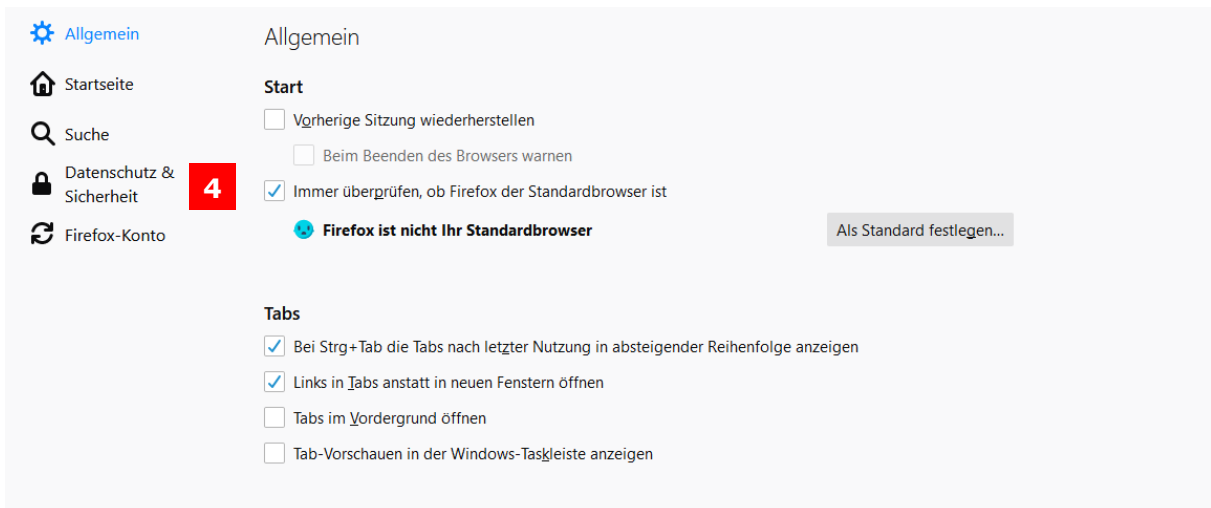 Allgemein
Startseite
Suche
Datenschutz &
Sicherheit
4
Firefox-Konto
Allgemein
Start
Vorherige Sitzung wiederherstellen
Beim Beenden des Browsers warnen
Immer überprüfen, ob Firefox der Standardbrowser ist
Firefox ist nicht Ihr Standardbrowser
Als Standard festlegen...
Tabs
Bei Strg+Tab die Tabs nach letzter Nutzung in absteigender Reihenfolge anzeigen
Links in Tabs anstatt in neuen Fenstern öffnen
Tabs im Vordergrund öffnen
Tab-Vorschauen in der Windows-Taskleiste anzeigen